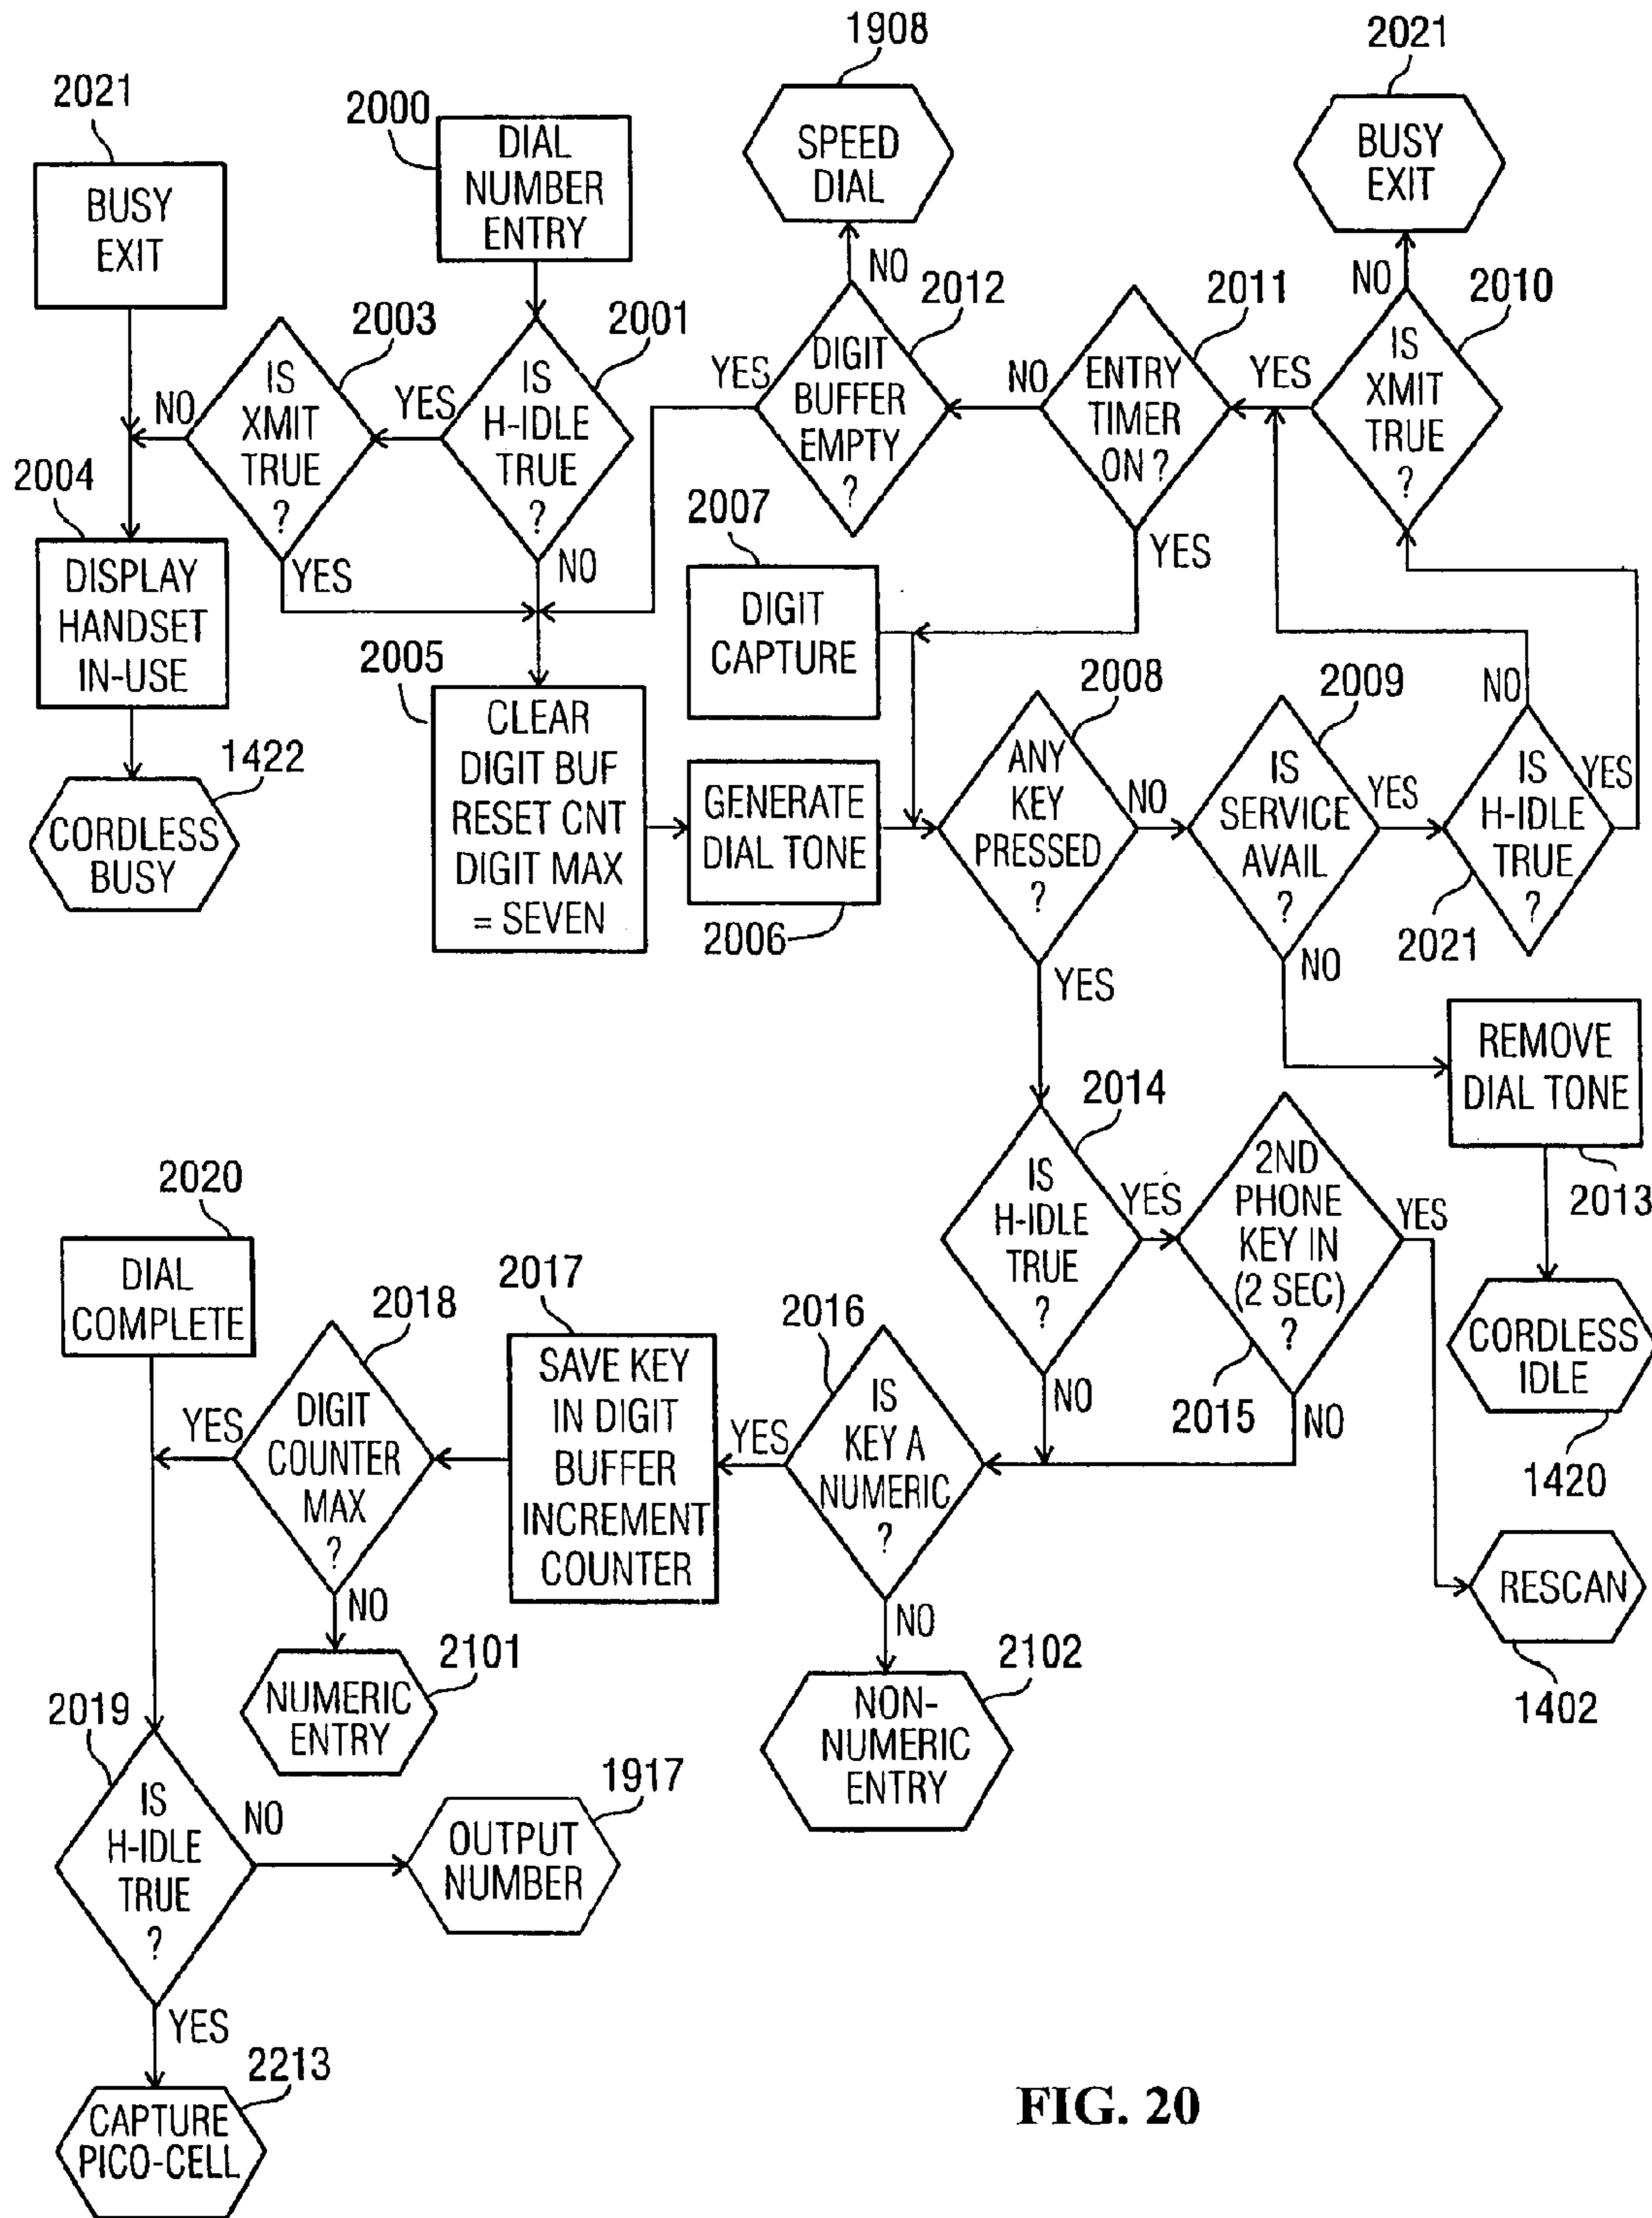 1908
SPEED
DIAL
2021
BUSY
EXIT
2021
BUSY
EXIT
2000
DIAL
NUMBER
ENTRY
NO
2012
DIGIT
BUFFER
EMPTY
?
YES
2011
ENTRY
TIMER
ON ?
NO
YES
NO
2010
IS
XMIT
TRUE
?
YES
2003
IS
XMIT
TRUE
?
NO
YES
2001
IS
H-IDLE
TRUE
?
YES
NO
2004
DISPLAY
HANDSET
IN-USE
1422
CORDLESS
BUSY
2005
CLEAR
DIGIT BUF
RESET CNT
DIGIT MAX
= SEVEN
2007
DIGIT
CAPTURE
GENERATE
DIAL TONE
2006
2008
ANY
KEY
PRESSED
?
NO
YES
2009
IS
SERVICE
AVAIL
?
YES
NO
NO
IS
H-IDLE
TRUE
?
YES
2021
REMOVE
DIAL TONE
2013
CORDLESS
IDLE
1420
2014
IS
H-IDLE
TRUE
?
YES
NO
2ND
PHONE
KEY IN
(2 SEC)
?
YES
2015
NO
RESCAN
1402
2016
IS
KEY A
NUMERIC
?
YES
NO
2102
NON-
NUMERIC
ENTRY
2017
SAVE KEY
IN DIGIT
BUFFER
INCREMENT
COUNTER
2018
DIGIT
COUNTER
MAX
?
YES
NO
2101
NUMERIC
ENTRY
2020
DIAL
COMPLETE
2019
IS
H-IDLE
TRUE
?
NO
1917
OUTPUT
NUMBER
YES
2213
CAPTURE
PICO-CELL
FIG. 20